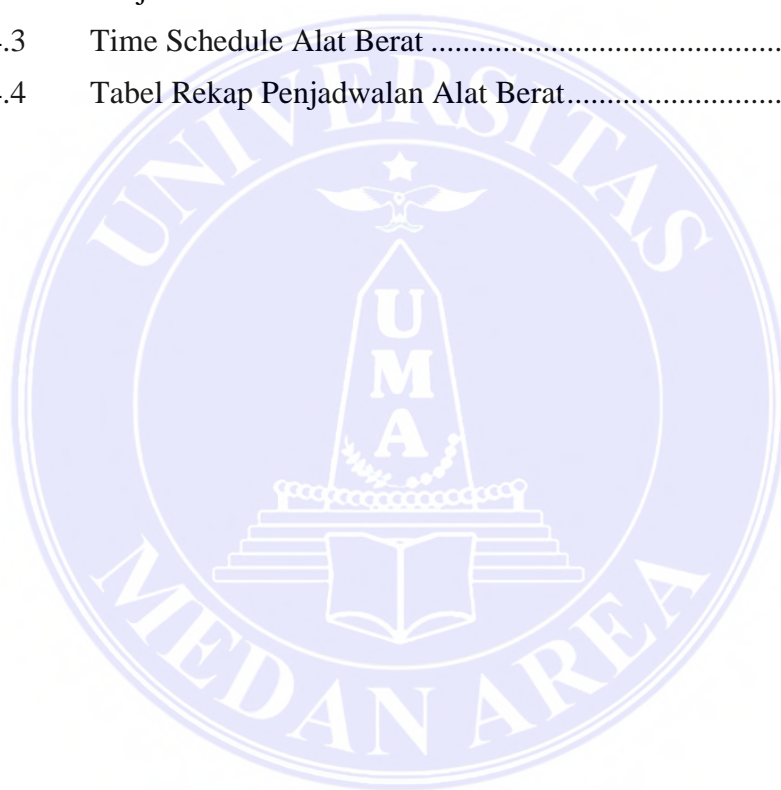 .3 Time Schedule Alat Berat ............................................
.4 Tabel Rekap Penjadwalan Alat Berat...........................
UNIVERSITAS
UMA
MEDAN AREA